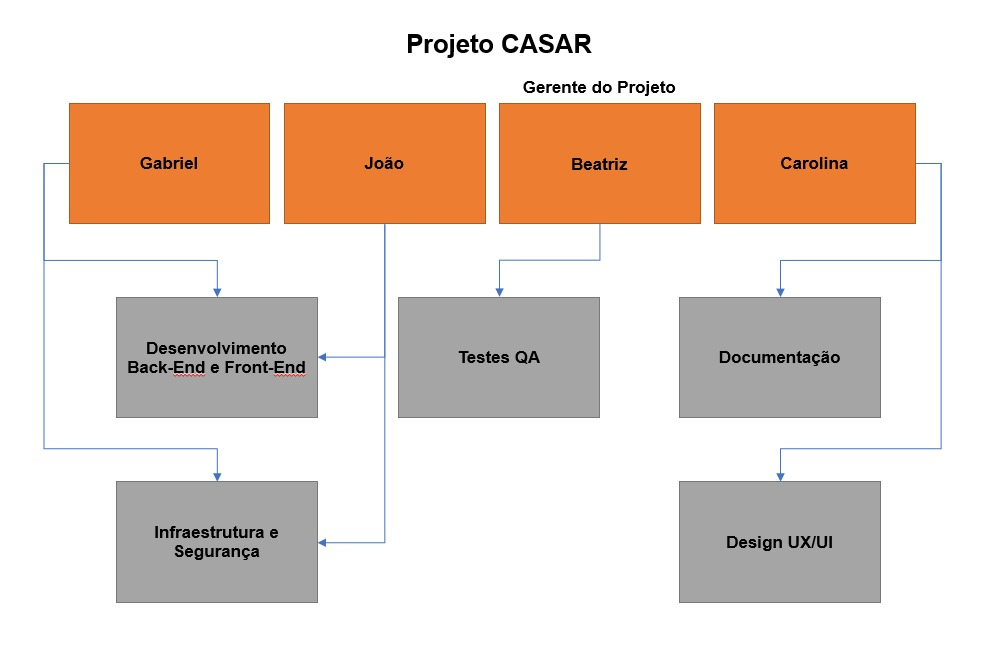 Projeto CASAR
Gerente do Projeto
Gabriel
João
Beatriz
Carolina
Desenvolvimento
Back-End e Front-End
Testes QA
Documentação
Infraestrutura e
Segurança
Design UX/UI